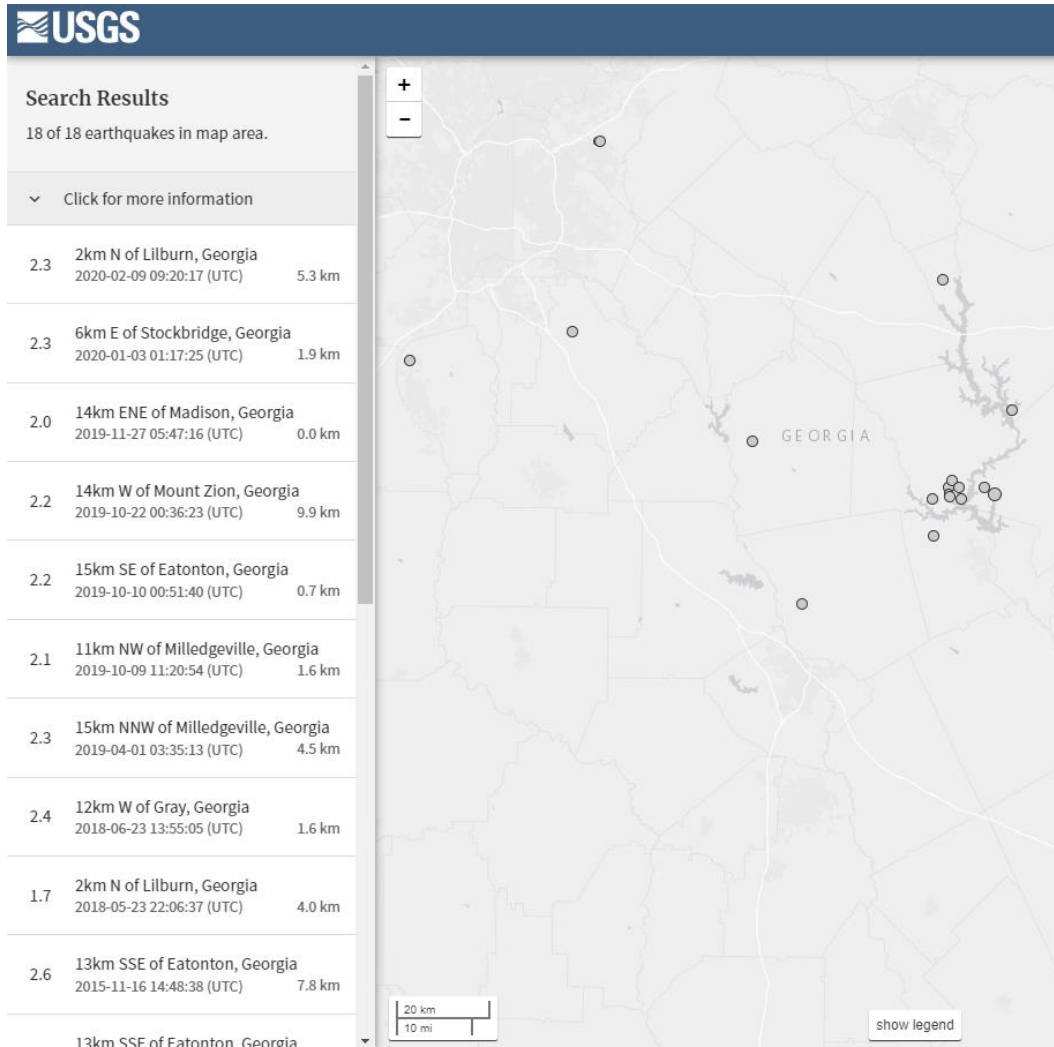 USGS
Search Results
18 of 18 earthquakes in map area.
Click for more information
2.3
2km N of Lilburn, Georgia
2020-02-09 09:20:17 (UTC) 5.3 km
2.3
6km E of Stockbridge, Georgia
2020-01-03 01:17:25 (UTC) 1.9 km
2.0
14km ENE of Madison, Georgia
2019-11-27 05:47:16 (UTC) 0.0 km
2.2
14km W of Mount Zion, Georgia
2019-10-22 00:36:23 (UTC) 9.9 km
2.2
15km SE of Eatonton, Georgia
2019-10-10 00:51:40 (UTC) 0.7 km
2.1
11km NW of Milledgeville, Georgia
2019-10-09 11:20:54 (UTC) 1.6 km
2.3
15km NNW of Milledgeville, Georgia
2019-04-01 03:35:13 (UTC) 4.5 km
2.4
12km W of Gray, Georgia
2018-06-23 13:55:05 (UTC) 1.6 km
1.7
2km N of Lilburn, Georgia
2018-05-23 22:06:37 (UTC) 4.0 km
2.6
13km SSE of Eatonton, Georgia
2015-11-16 14:48:38 (UTC) 7.8 km
13km SSE of Eatonton, Georgia
+
−
GEORGIA
20 km
10 mi
show legend